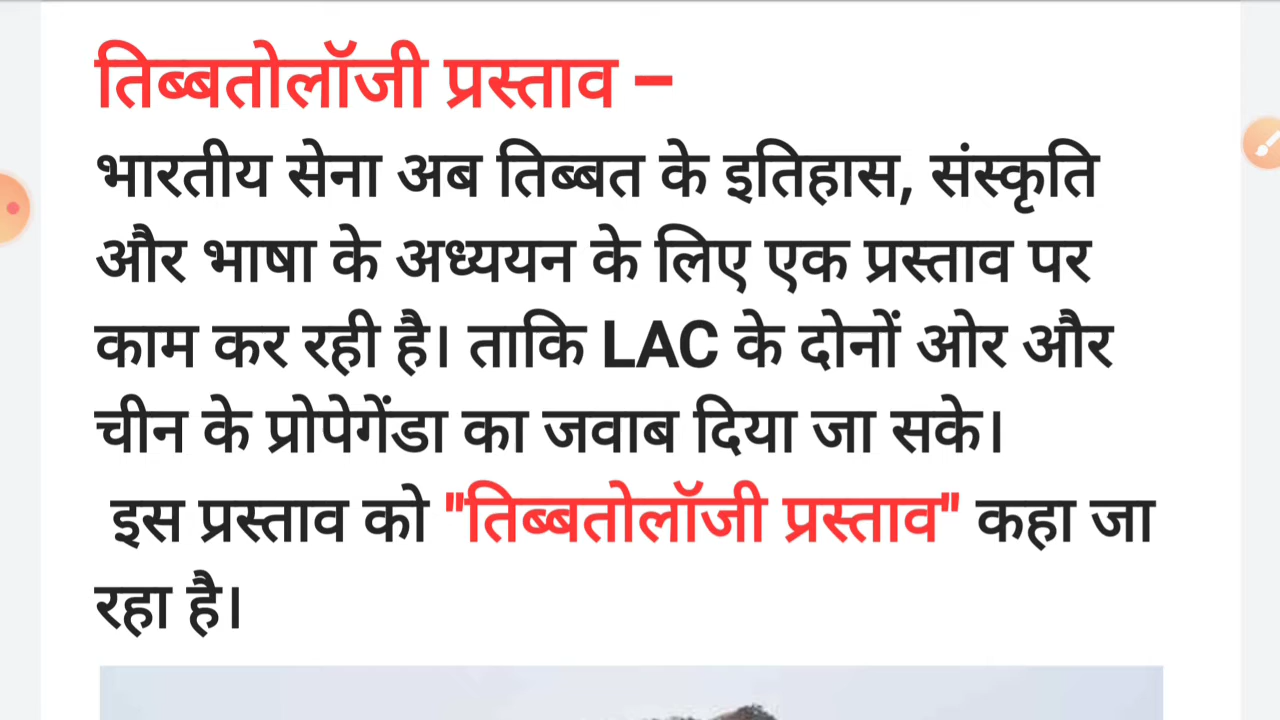 तिब्बतोलॉजी प्रस्ताव –
भारतीय सेना अब तिब्बत के इतिहास, संस्कृति
और भाषा के अध्ययन के लिए एक प्रस्ताव पर
काम कर रही है। ताकि LAC के दोनों ओर और
चीन के प्रोपेगेंडा का जवाब दिया जा सके।
इस प्रस्ताव को "तिब्बतोलॉजी प्रस्ताव" कहा जा
रहा है।